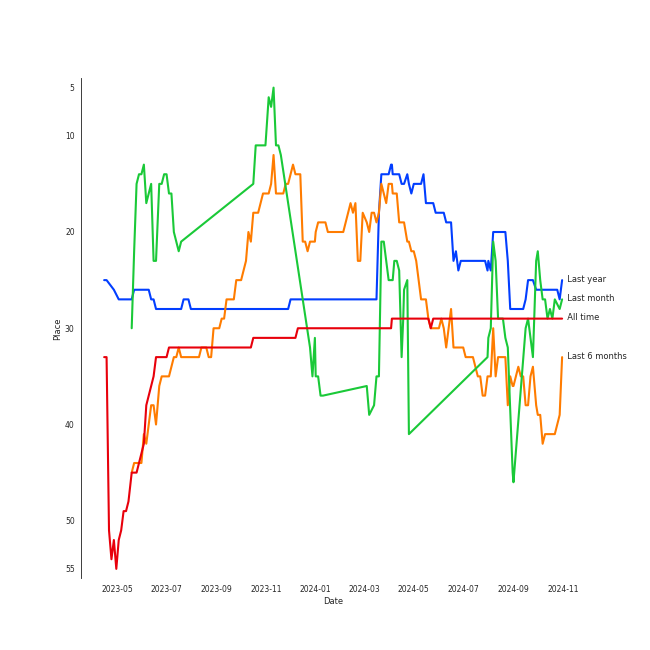 5
10
20
30
40
50
55
Place
2023-05
2023-07
2023-09
2023-11
2024-01
2024-03
2024-05
2024-07
2024-09
2024-11
Date
Last year
Last month
All time
Last 6 months